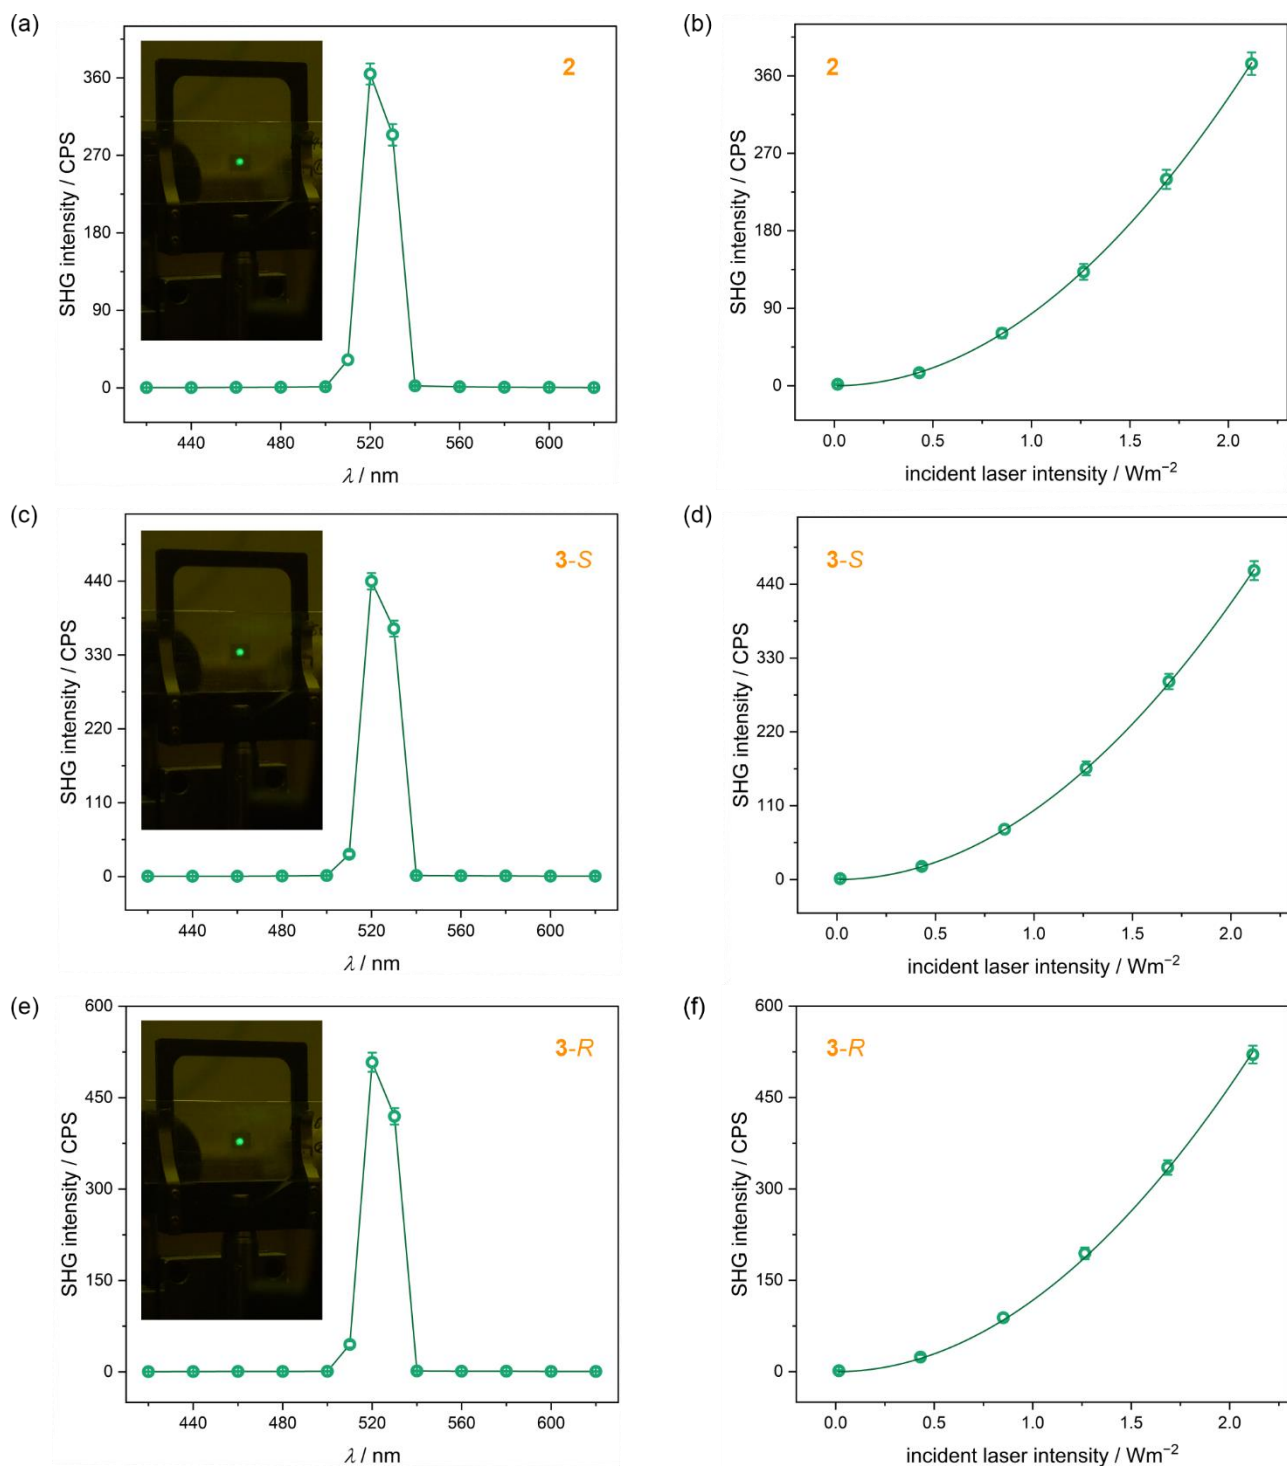 (a)
2
SHG intensity / CPS
360
270
180
90
0
440
480
520
560
600
λ / nm
(b)
2
SHG intensity / CPS
360
270
180
90
0
0.0
0.5
1.0
1.5
2.0
incident laser intensity / Wm⁻²
(c)
3-S
SHG intensity / CPS
440
330
220
110
0
440
480
520
560
600
λ / nm
(d)
3-S
SHG intensity / CPS
440
330
220
110
0
0.0
0.5
1.0
1.5
2.0
incident laser intensity / Wm⁻²
(e)
3-R
SHG intensity / CPS
600
450
300
150
0
440
480
520
560
600
λ / nm
(f)
3-R
SHG intensity / CPS
600
450
300
150
0
0.0
0.5
1.0
1.5
2.0
incident laser intensity / Wm⁻²